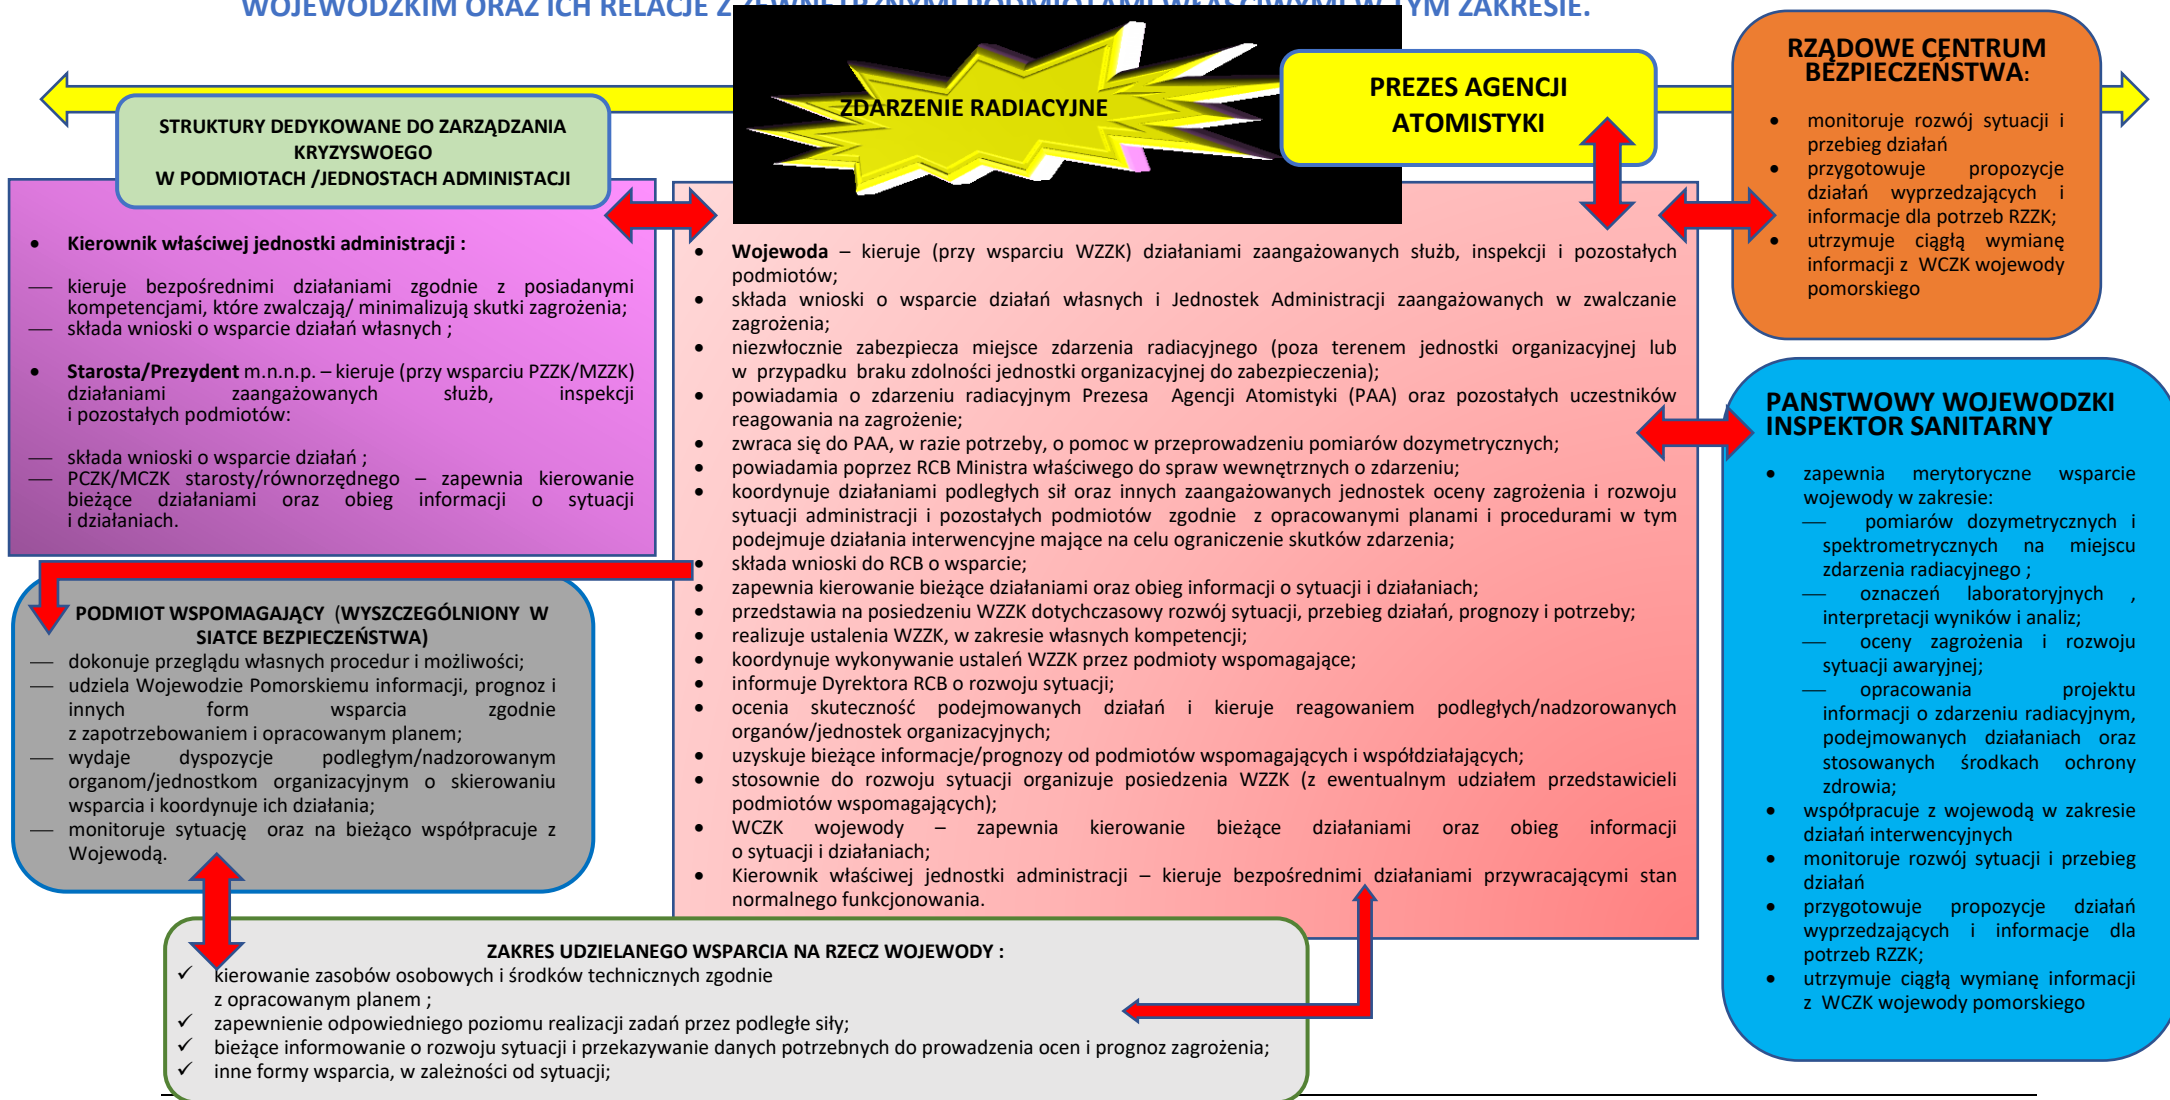 WOJEWÓDZKIM ORAZ ICH RELACJE Z ZEWNĘTRZNYMI PODMIOTAMI WŁAŚCIWYMI W TYM ZAKRESIE.
ZDARZENIE RADIACYJNE
PREZES AGENCJI
ATOMISTYKI
RZĄDOWE CENTRUM
BEZPIECZEŃSTWA:
• monitoruje rozwój sytuacji i
przebieg działań
• przygotowuje propozycje
działań wyprzedzających i
informacje dla potrzeb RZZK;
• utrzymuje ciągłą wymianę
informacji z WCZK wojewody
pomorskiego
STRUKTURY DEDYKOWANE DO ZARZĄDZANIA
KRYZYSWOEGO
W PODMIOTACH /JEDNOSTACH ADMINISTACJI
• Kierownik właściwej jednostki administracji :
— kieruje bezpośrednimi działaniami zgodnie z posiadanymi
kompetencjami, które zwalczają/ minimalizują skutki zagrożenia;
— składa wnioski o wsparcie działań własnych ;
• Starosta/Prezydent m.n.n.p. – kieruje (przy wsparciu PZZK/MZZK)
działaniami zaangażowanych służb, inspekcji
i pozostałych podmiotów:
— składa wnioski o wsparcie działań ;
— PCZK/MCZK starosty/równorzędnego – zapewnia kierowanie
bieżące działaniami oraz obieg informacji o sytuacji
i działaniach.
• Wojewoda – kieruje (przy wsparciu WZZK) działaniami zaangażowanych służb, inspekcji i pozostałych
podmiotów;
• składa wnioski o wsparcie działań własnych i Jednostek Administracji zaangażowanych w zwalczanie
zagrożenia;
• niezwłocznie zabezpiecza miejsce zdarzenia radiacyjnego (poza terenem jednostki organizacyjnej lub
w przypadku braku zdolności jednostki organizacyjnej do zabezpieczenia);
• powiadamia o zdarzeniu radiacyjnym Prezesa Agencji Atomistyki (PAA) oraz pozostałych uczestników
reagowania na zagrożenie;
• zwraca się do PAA, w razie potrzeby, o pomoc w przeprowadzeniu pomiarów dozymetrycznych;
• powiadamia poprzez RCB Ministra właściwego do spraw wewnętrznych o zdarzeniu;
• koordynuje działaniami podległych sił oraz innych zaangażowanych jednostek oceny zagrożenia i rozwoju
sytuacji administracji i pozostałych podmiotów zgodnie z opracowanymi planami i procedurami w tym
podejmuje działania interwencyjne mające na celu ograniczenie skutków zdarzenia;
• składa wnioski do RCB o wsparcie;
• zapewnia kierowanie bieżące działaniami oraz obieg informacji o sytuacji i działaniach;
• przedstawia na posiedzeniu WZZK dotychczasowy rozwój sytuacji, przebieg działań, prognozy i potrzeby;
• realizuje ustalenia WZZK, w zakresie własnych kompetencji;
• koordynuje wykonywanie ustaleń WZZK przez podmioty wspomagające;
• informuje Dyrektora RCB o rozwoju sytuacji;
• ocenia skuteczność podejmowanych działań i kieruje reagowaniem podległych/nadzorowanych
organów/jednostek organizacyjnych;
• uzyskuje bieżące informacje/prognozy od podmiotów wspomagających i współdziałających;
• stosownie do rozwoju sytuacji organizuje posiedzenia WZZK (z ewentualnym udziałem przedstawicieli
podmiotów wspomagających);
• WCZK wojewody – zapewnia kierowanie bieżące działaniami oraz obieg informacji
o sytuacji i działaniach;
• Kierownik właściwej jednostki administracji – kieruje bezpośrednimi działaniami przywracającymi stan
normalnego funkcjonowania.
PANSTWOWY WOJEWODZKI
INSPEKTOR SANITARNY
• zapewnia merytoryczne wsparcie
wojewody w zakresie:
— pomiarów dozymetrycznych i
spektrometrycznych na miejscu
zdarzenia radiacyjnego ;
— oznaczeń laboratoryjnych ,
interpretacji wyników i analiz;
— oceny zagrożenia i rozwoju
sytuacji awaryjnej;
— opracowania projektu
informacji o zdarzeniu radiacyjnym,
podejmowanych działaniach oraz
stosowanych środkach ochrony
zdrowia;
• współpracuje z wojewodą w zakresie
działań interwencyjnych
• monitoruje rozwój sytuacji i przebieg
działań
• przygotowuje propozycje działań
wyprzedzających i informacje dla
potrzeb RZZK;
• utrzymuje ciągłą wymianę informacji
z WCZK wojewody pomorskiego
PODMIOT WSPOMAGAJĄCY (WYSZCZEGÓLNIONY W
SIATCE BEZPIECZEŃSTWA)
— dokonuje przeglądu własnych procedur i możliwości;
— udziela Wojewodzie Pomorskiemu informacji, prognoz i
innych form wsparcia zgodnie
z zapotrzebowaniem i opracowanym planem;
— wydaje dyspozycje podległym/nadzorowanym
organom/jednostkom organizacyjnym o skierowaniu
wsparcia i koordynuje ich działania;
— monitoruje sytuację oraz na bieżąco współpracuje z
Wojewodą.
ZAKRES UDZIELANEGO WSPARCIA NA RZECZ WOJEWODY :
✓ kierowanie zasobów osobowych i środków technicznych zgodnie
z opracowanym planem ;
✓ zapewnienie odpowiedniego poziomu realizacji zadań przez podległe siły;
✓ bieżące informowanie o rozwoju sytuacji i przekazywanie danych potrzebnych do prowadzenia ocen i prognoz zagrożenia;
✓ inne formy wsparcia, w zależności od sytuacji;